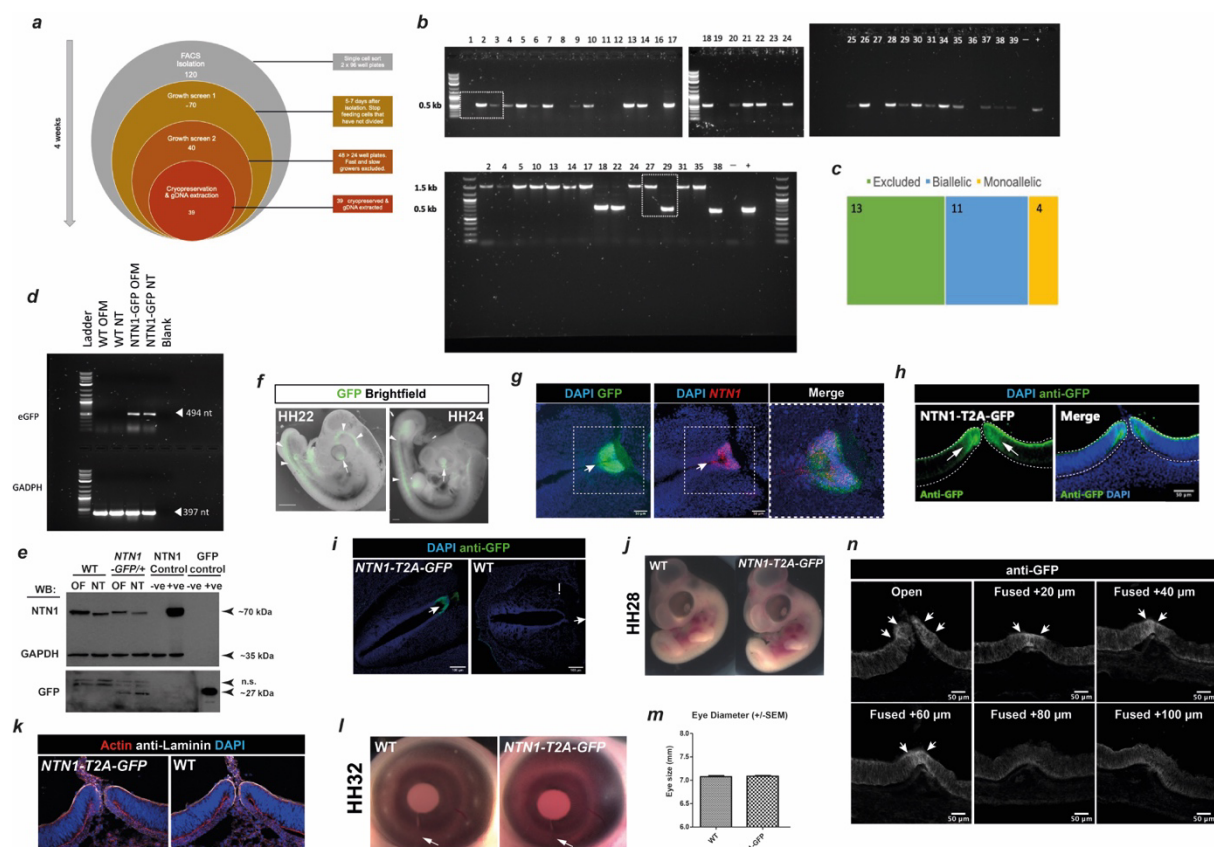 a
4 weeks
FACS
Isolation
120
Growth screen 1
~70
Growth screen 2
40
Cryopreservation
& gDNA extraction
39
Single cell sort
2 x 96 well plates
5-7 days after
isolation. Stop
feeding cells that
have not divided
48 > 24 well plates.
Fast and slow
growers excluded.
39 cryopreserved &
gDNA extracted
b
1 2 3 4 5 6 7 8 9 10 11 12 13 14 16 17
18 19 20 21 22 23 24
25 26 27 28 29 30 31 34 35 36 37 38 39 – +
0.5 kb
2 4 5 10 13 14 17 18 22 24 27 29 31 35 38 – +
1.5 kb
0.5 kb
c
Excluded Biallelic Monoallelic
13 11 4
d
Ladder
WT OFM
WT NT
NTN1-GFP OFM
NTN1-GFP NT
Blank
eGFP
494 nt
GADPH
397 nt
e
WB:
WT
NTN1
-GFP/+
NTN1
Control
GFP
control
OF NT OF NT -ve +ve -ve +ve
NTN1
~70 kDa
GAPDH
~35 kDa
n.s.
GFP
~27 kDa
f
GFP Brightfield
HH22
HH24
g
DAPI GFP
DAPI NTN1
Merge
h
DAPI anti-GFP
NTN1-T2A-GFP
Merge
Anti-GFP
Anti-GFP DAPI
50 µm
i
DAPI anti-GFP
NTN1-T2A-GFP
WT
j
HH28
WT
NTN1-T2A-GFP
k
Actin anti-Laminin DAPI
NTN1-T2A-GFP
WT
l
HH32
WT
NTN1-T2A-GFP
m
Eye Diameter (+/-SEM)
Eye size (mm)
9.0
8.0
7.0
6.0
WT
n
anti-GFP
Open
Fused +20 µm
Fused +40 µm
50 µm
50 µm
50 µm
Fused +60 µm
Fused +80 µm
Fused +100 µm
50 µm
50 µm
50 µm